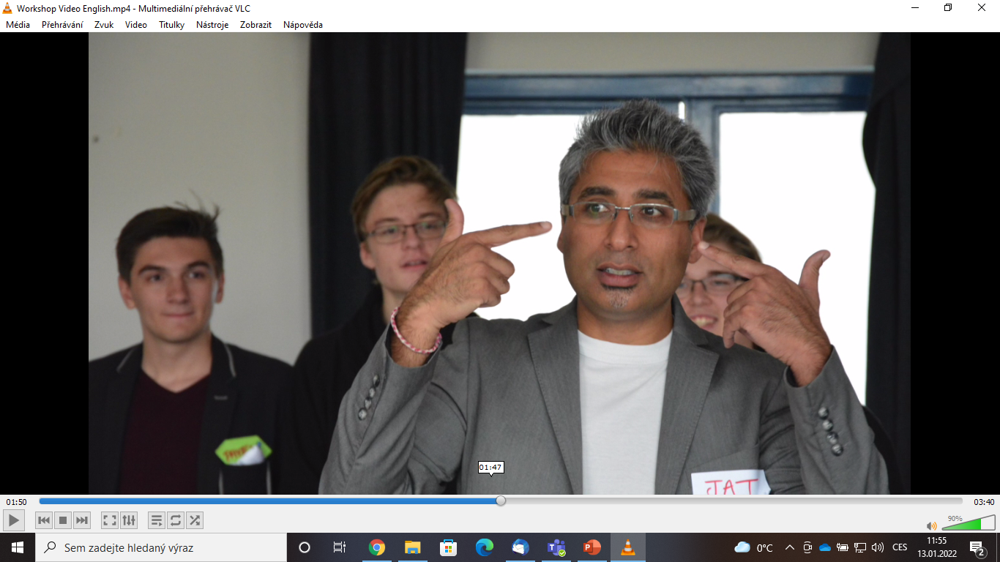 Workshop Video English.mp4 - Multimediální přehrávač VLC
Média Přehrávání Zvuk Video Titulky Nástroje Zobrazit Nápověda
JAT
01:47
01:50
03:40
90%
Sem zadejte hledaný výraz
0°C
CES
11:55
13.01.2022
2